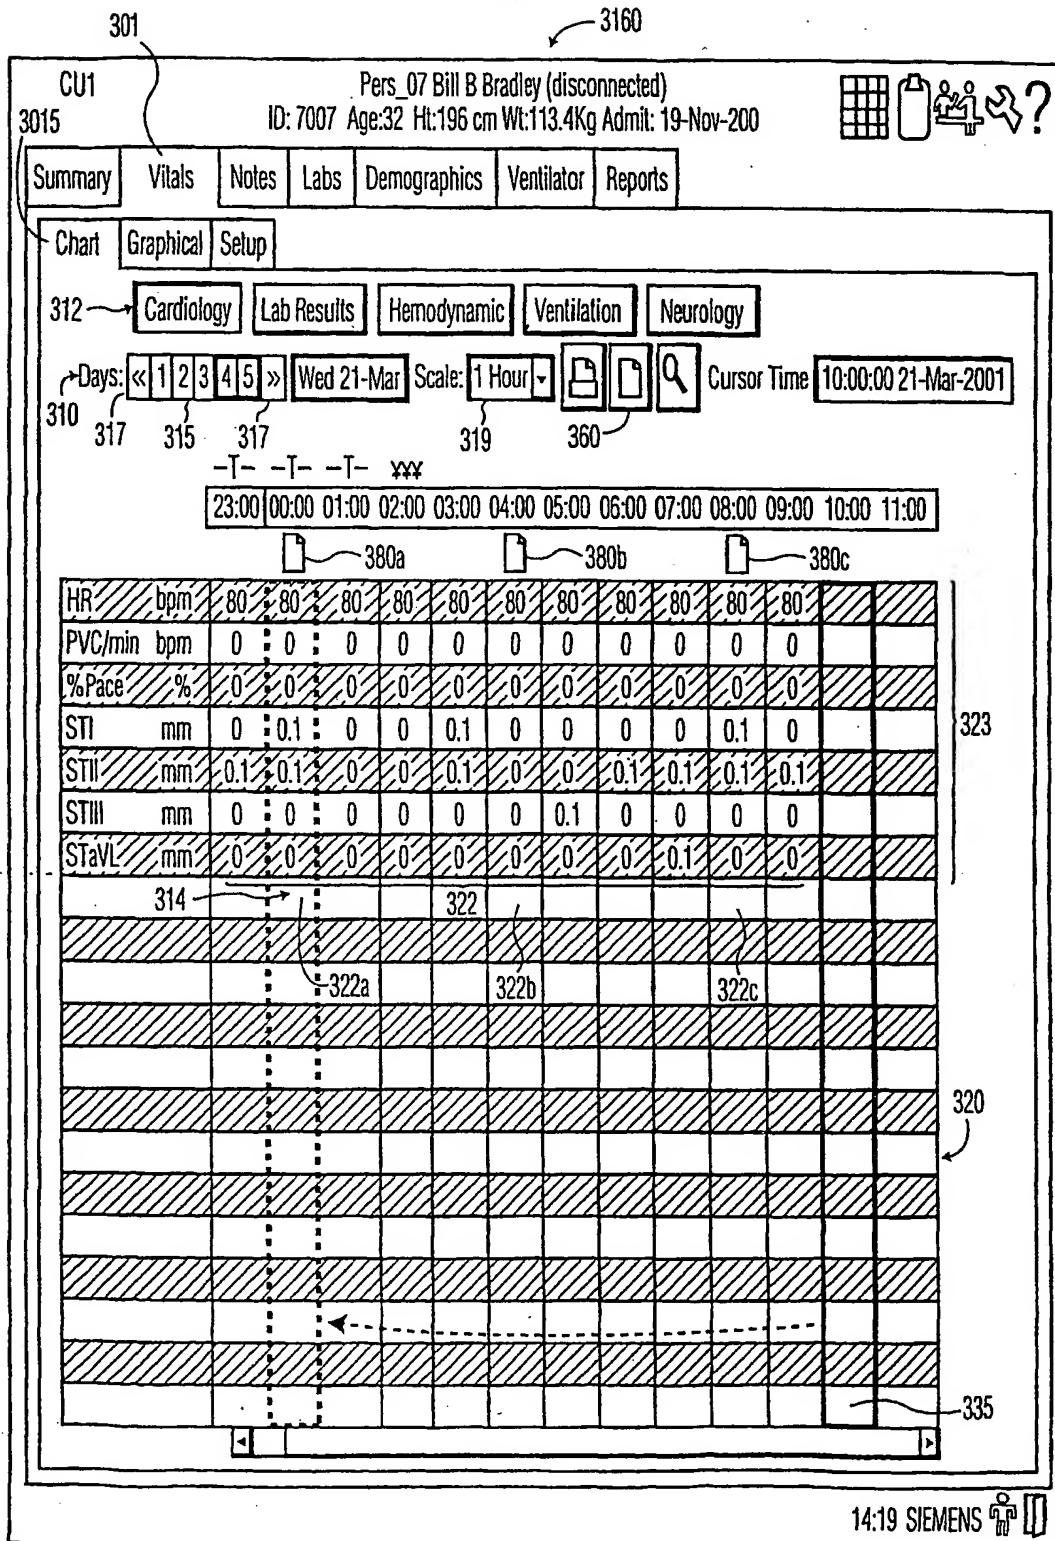 301
3160
CU1
Pers_07 Bill B Bradley (disconnected)
3015
ID: 7007 Age:32 Ht:196 cm Wt:113.4Kg Admit: 19-Nov-200
?
Summary Vitals Notes Labs Demographics Ventilator Reports
Chart Graphical Setup
312 Cardiology Lab Results Hemodynamic Ventilation Neurology
Days: « 1 2 3 4 5 » Wed 21-Mar Scale: 1 Hour Cursor Time 10:00:00 21-Mar-2001
310
317 315 317 319 360
-T- -T- -T- ¥¥¥
23:00 00:00 01:00 02:00 03:00 04:00 05:00 06:00 07:00 08:00 09:00 10:00 11:00
380a 380b 380c
HR bpm 80 80 80 80 80 80 80 80 80 80 80
PVC/min bpm 0 0 0 0 0 0 0 0 0 0 0
%Pace % 0 0 0 0 0 0 0 0 0 0 0
323
STI mm 0 0.1 0 0 0.1 0 0 0 0 0.1 0
STII mm 0.1 0.1 0 0 0.1 0 0 0.1 0.1 0.1 0.1
STIII mm 0 0 0 0 0 0 0.1 0 0 0 0
STaVL mm 0 0 0 0 0 0 0 0 0.1 0 0
314 322
322a 322b 322c
320
335
14:19 SIEMENS